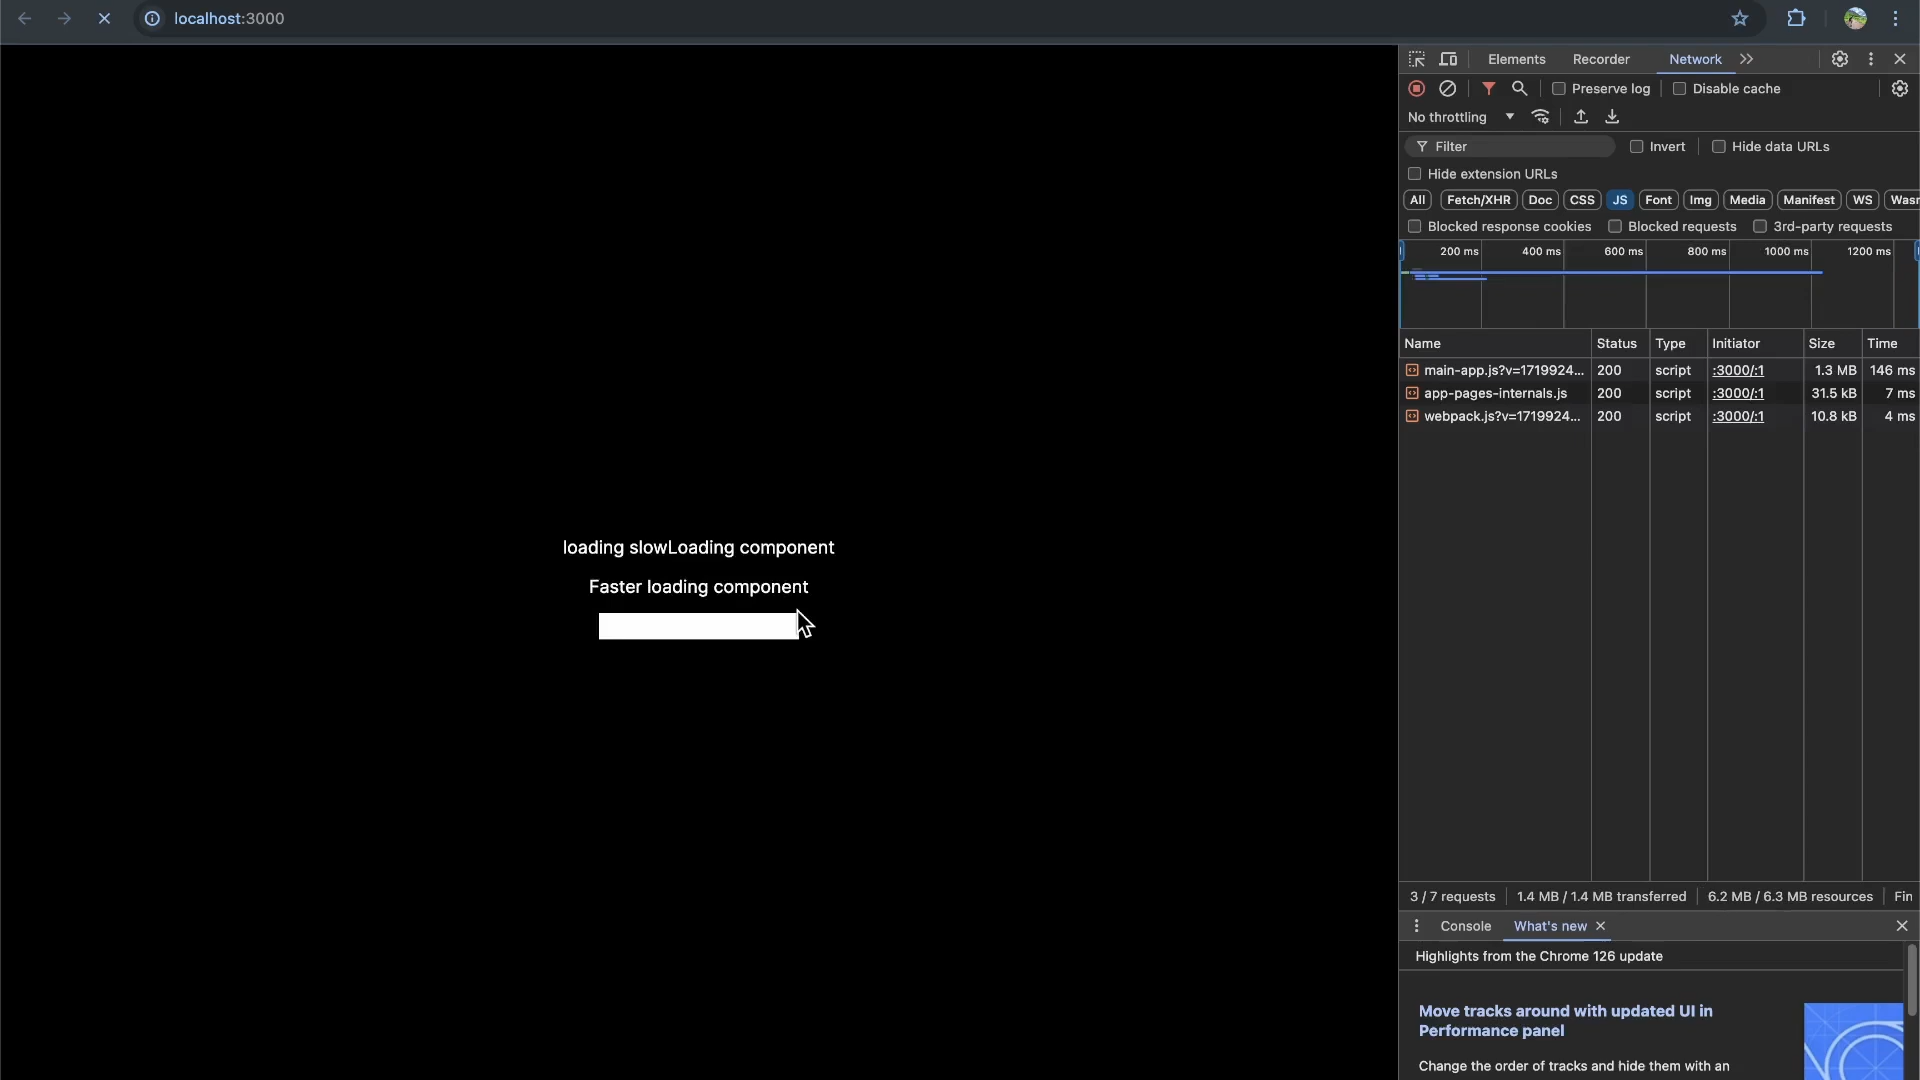 localhost:3000
Elements Recorder Network
Preserve log Disable cache
No throttling
Filter Invert Hide data URLs
Hide extension URLs
All Fetch/XHR Doc CSS JS Font Img Media Manifest WS Wasm
Blocked response cookies Blocked requests 3rd-party requests
200 ms 400 ms 600 ms 800 ms 1000 ms 1200 ms
Name Status Type Initiator Size Time
main-app.js?v=1719924... 200 script :3000/:1 1.3 MB 146 ms
app-pages-internals.js 200 script :3000/:1 31.5 kB 7 ms
webpack.js?v=1719924... 200 script :3000/:1 10.8 kB 4 ms
loading slowLoading component
Faster loading component
3 / 7 requests 1.4 MB / 1.4 MB transferred 6.2 MB / 6.3 MB resources Fin
Console What's new
Highlights from the Chrome 126 update
Move tracks around with updated UI in
Performance panel
Change the order of tracks and hide them with an